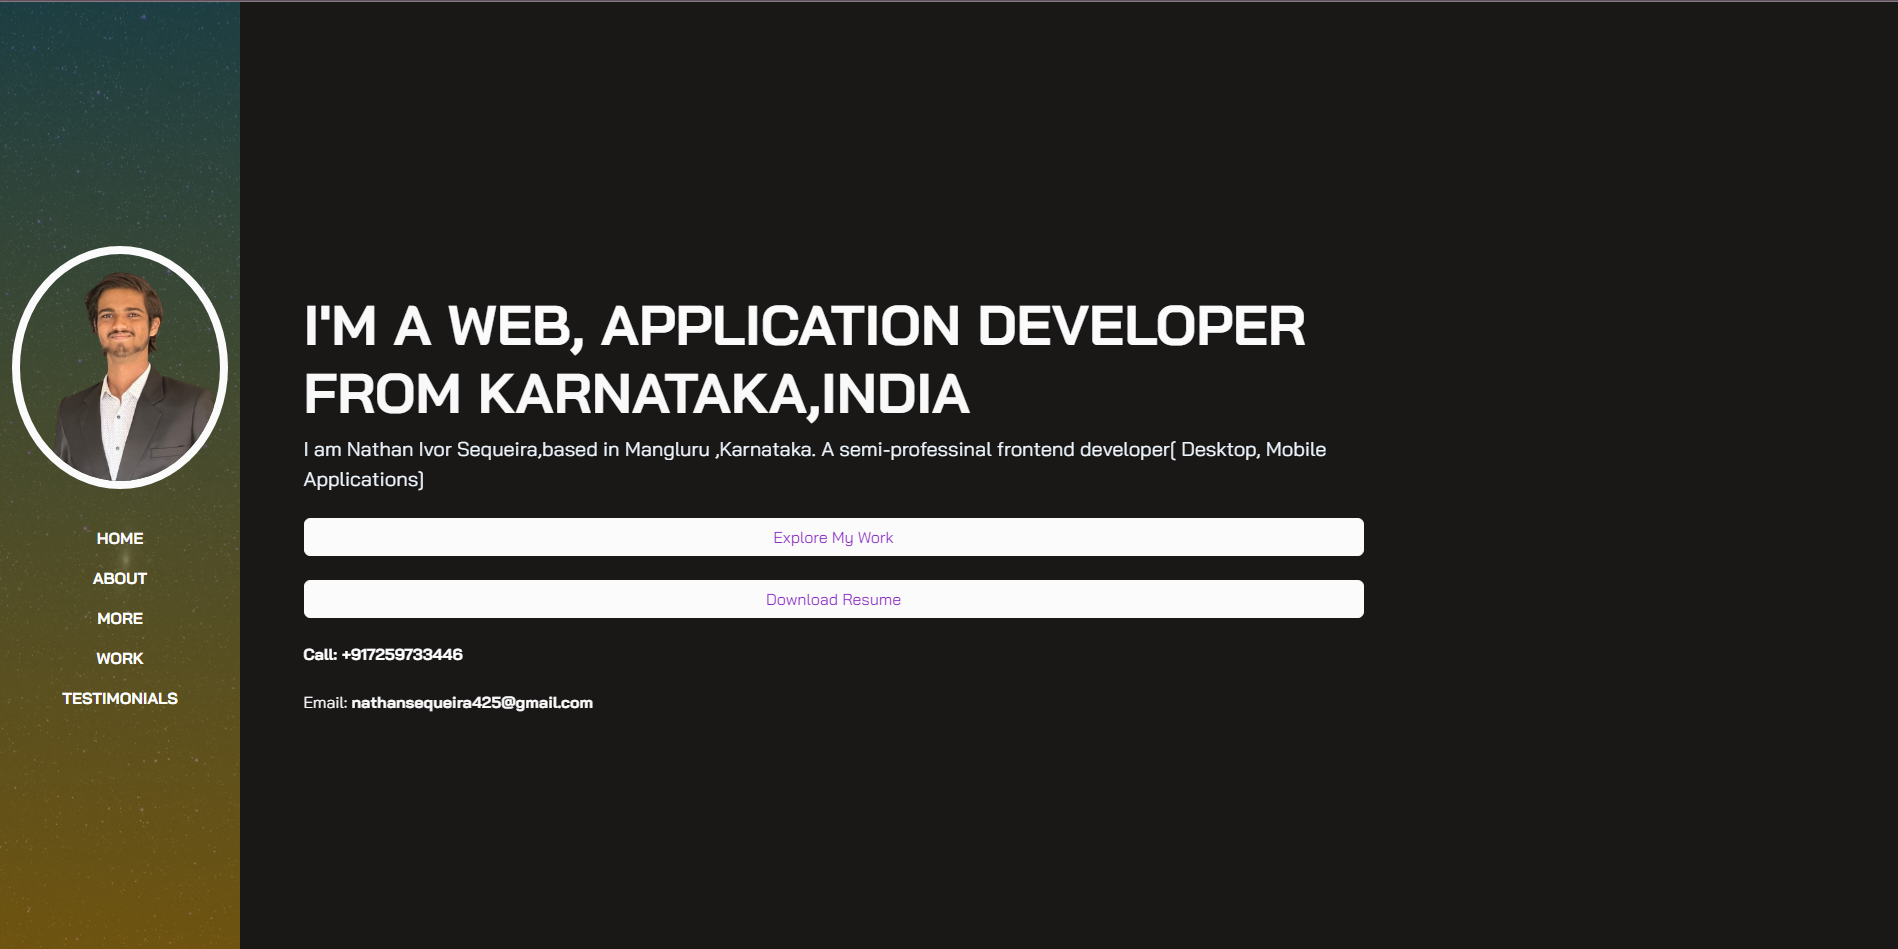 HOME
ABOUT
MORE
WORK
TESTIMONIALS
I'M A WEB, APPLICATION DEVELOPER
FROM KARNATAKA,INDIA
I am Nathan Ivor Sequeira,based in Mangluru ,Karnataka. A semi-professinal frontend developer[ Desktop, Mobile
Applications]
Explore My Work
Download Resume
Call: +917259733446
Email: nathansequeira425@gmail.com